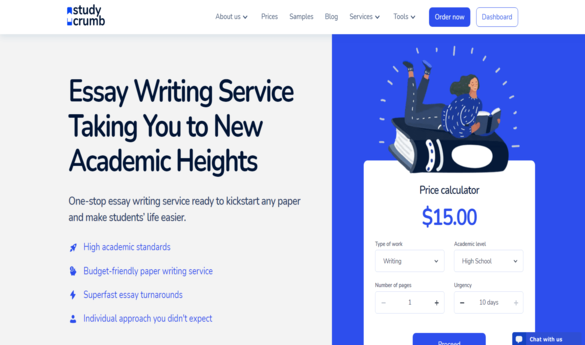 study
crumb
About us
Prices
Samples
Blog
Services
Tools
Order now
Dashboard
Essay Writing Service
Taking You to New
Academic Heights
One-stop essay writing service ready to kickstart any paper
and make students' life easier.
High academic standards
Budget-friendly paper writing service
Superfast essay turnarounds
Individual approach you didn't expect
Price calculator
$15.00
Type of work
Academic level
Writing
High School
Number of pages
Urgency
− 1 +
− 10 days +
Proceed
Chat with us